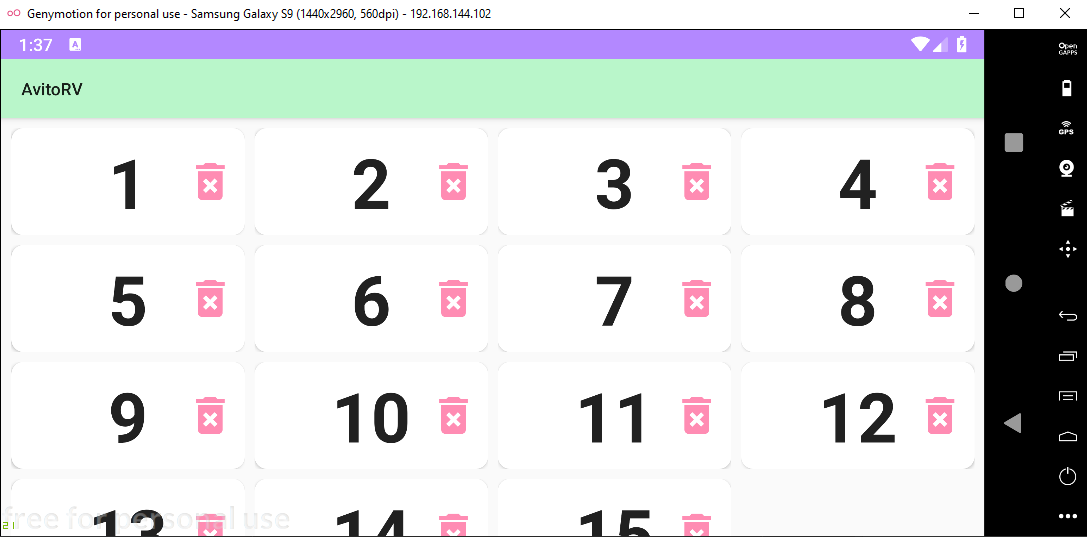 Genymotion for personal use - Samsung Galaxy S9 (1440x2960, 560dpi) - 192.168.144.102
1:37 A
Open
GAPPS
AvitoRV
GPS
1 2 3 4
5 6 7 8
9 10 11 12
13 14 15
free for personal use